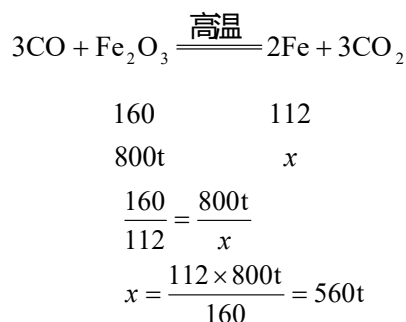 3CO + Fe₂O₃ =高温= 2Fe + 3CO₂
160 112
800t x
160/112 = 800t/x
x = (112 × 800t)/160 = 560t